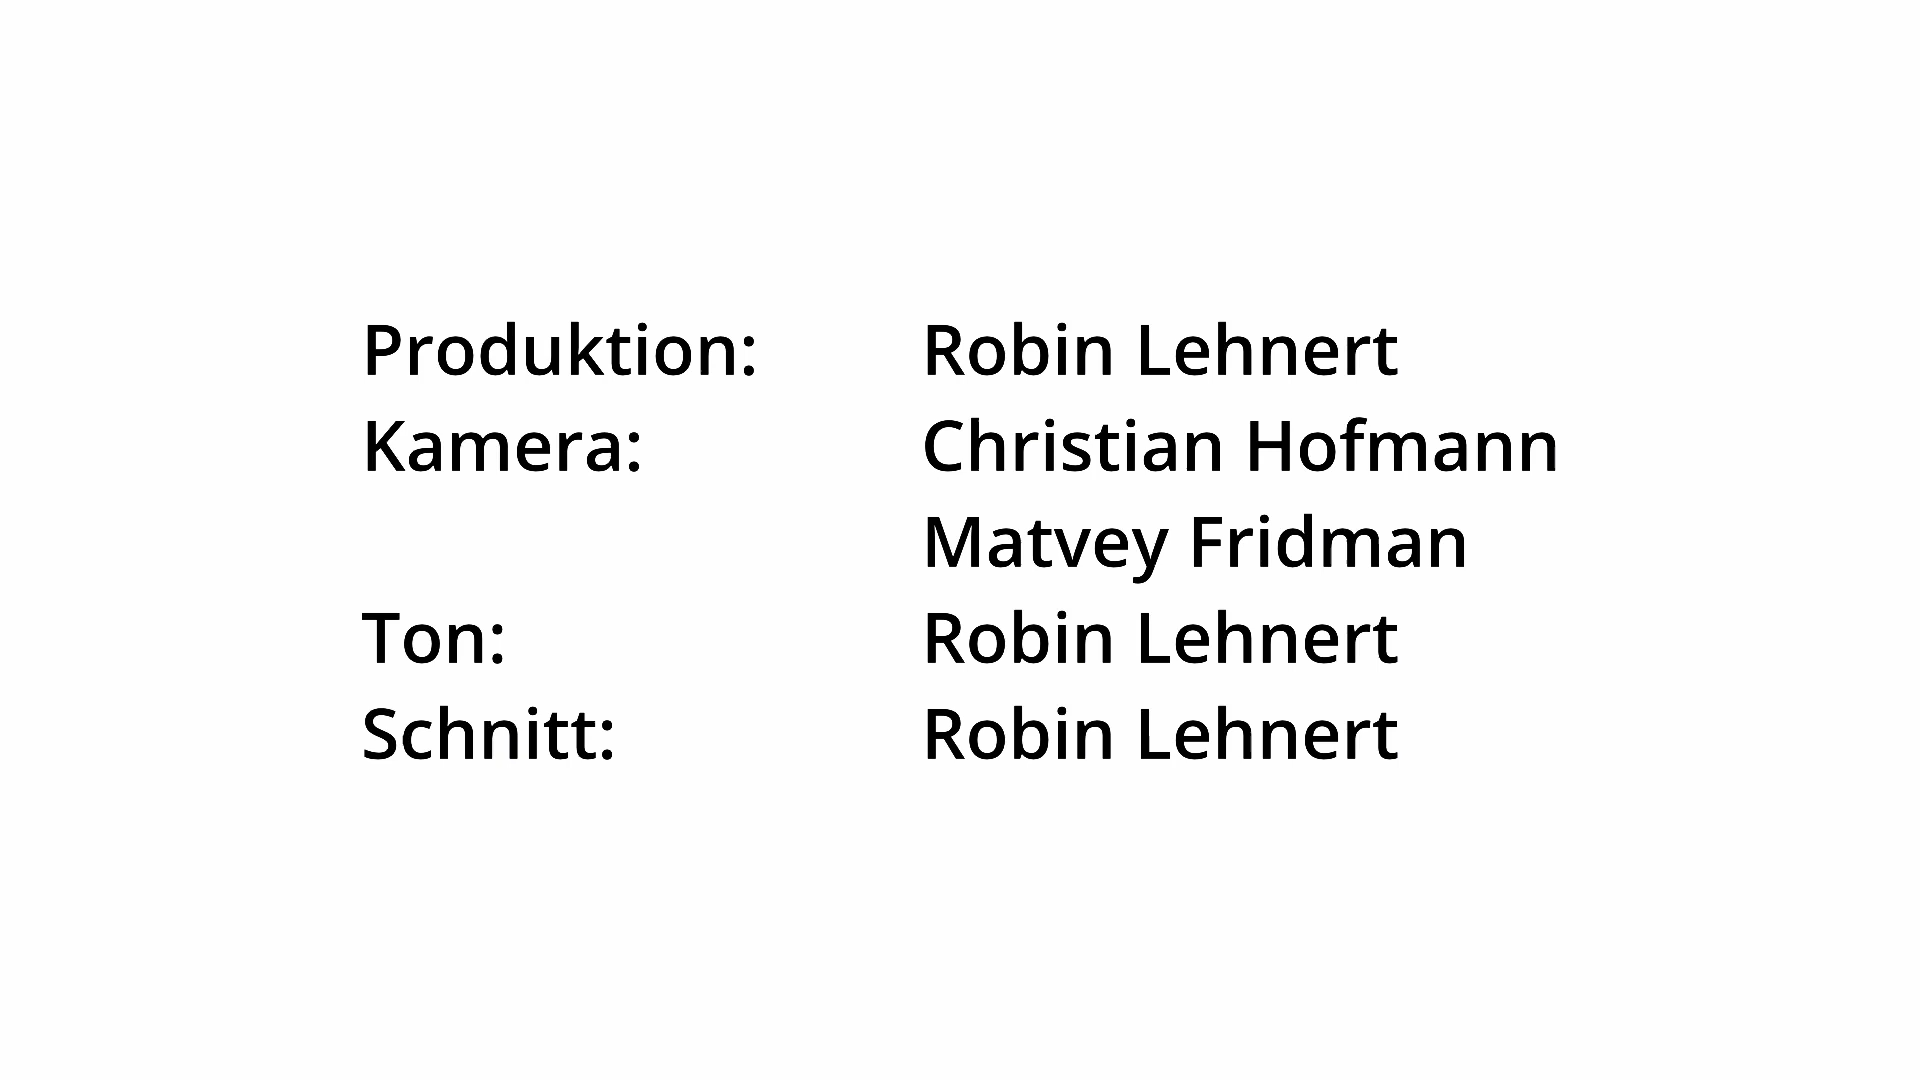 Produktion: Robin Lehnert
Kamera: Christian Hofmann
Matvey Fridman
Ton: Robin Lehnert
Schnitt: Robin Lehnert